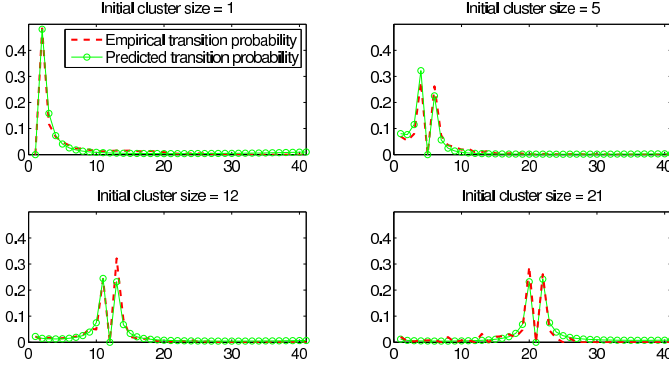 Initial cluster size = 1
0.4
0.3
0.2
0.1
0
Empirical transition probability
Predicted transition probability
0 10 20 30 40
Initial cluster size = 5
0.4
0.3
0.2
0.1
0
0 10 20 30 40
Initial cluster size = 12
0.4
0.3
0.2
0.1
0
0 10 20 30 40
Initial cluster size = 21
0.4
0.3
0.2
0.1
0
0 10 20 30 40